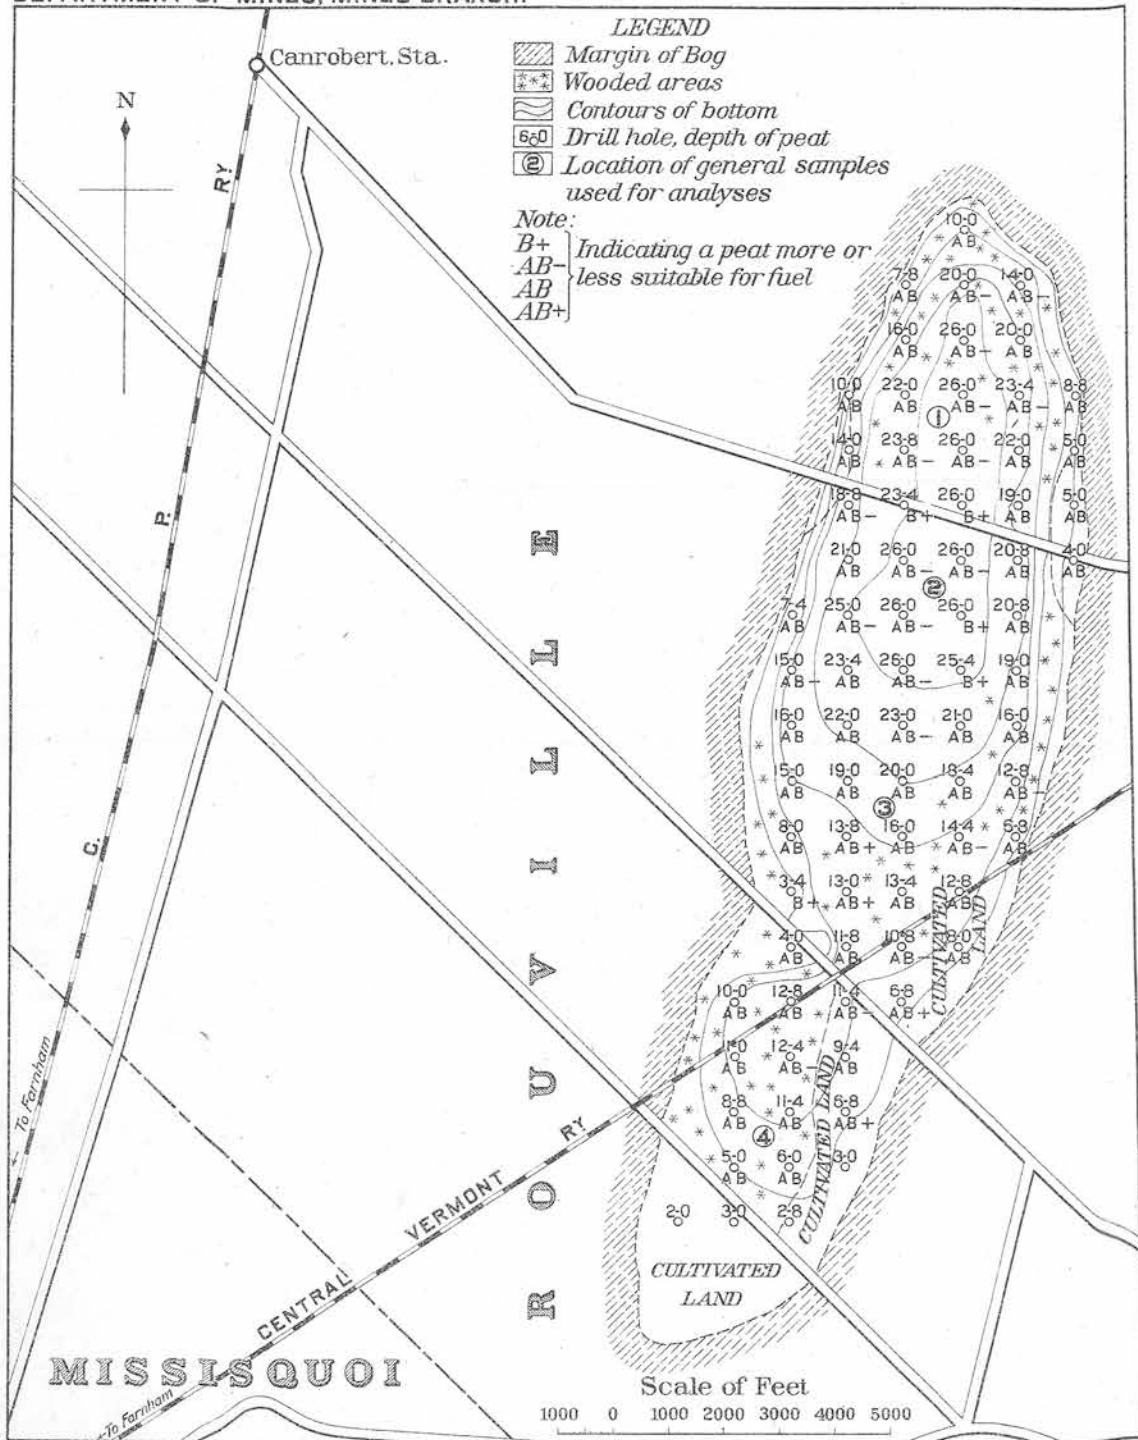 DEPARTMENT OF MINES, MINES BRANCH.
Canrobert. Sta.
N
LEGEND
Margin of Bog
Wooded areas
Contours of bottom
6·0 Drill hole, depth of peat
② Location of general samples
used for analyses
Note:
B+
AB-
AB
AB+
Indicating a peat more or
less suitable for fuel
C. P. RY
10·0
AB
7·8 20·0 14·0
AB AB- AB-
16·0 26·0 20·0
AB AB- AB
10·0 22·0 26·0 23·4 8·8
AB AB AB- AB- AB
①
14·0 23·8 26·0 22·0 5·0
AB AB- AB- AB AB
18·8 23·4 26·0 19·0 5·0
AB- B+ B+ AB AB
21·0 26·0 26·0 20·8 4·0
AB AB- AB- AB AB
②
7·4 25·0 26·0 26·0 20·8
AB AB- AB- B+ AB
15·0 23·4 26·0 25·4 19·0
AB- AB AB- B+ AB
16·0 22·0 23·0 21·0 16·0
AB AB AB- AB AB
15·0 19·0 20·0 18·4 12·8
AB AB AB AB AB-
③
8·0 13·8 16·0 14·4
AB AB+ AB AB- AB
3·4 13·0 13·4 12·8
B+ AB+ AB AB
4·0 11·8 10·8 8·0
AB AB AB- AB
10·0 12·8 11·4 6·8
AB AB AB- AB+
11·0 12·4 9·4
AB AB- AB
8·8 11·4 6·8
AB AB AB+
④
5·0 6·0 3·0
AB AB
2·0 3·0 2·8
CULTIVATED
LAND
CULTIVATED LAND
CULTIVATED
LAND
ROUVILLE
To Farnham
CENTRAL VERMONT RY
MISSISQUOI
To Farnham
Scale of Feet
1000 0 1000 2000 3000 4000 5000